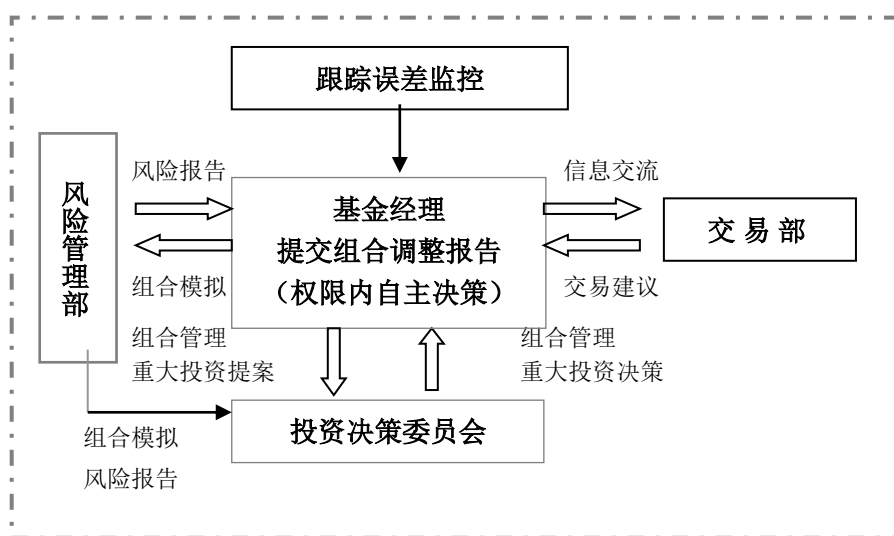 跟踪误差监控
风险管理部
风险报告
组合模拟
基金经理
提交组合调整报告
（权限内自主决策）
信息交流
交易建议
交 易 部
组合管理
重大投资提案
组合管理
重大投资决策
投资决策委员会
组合模拟
风险报告